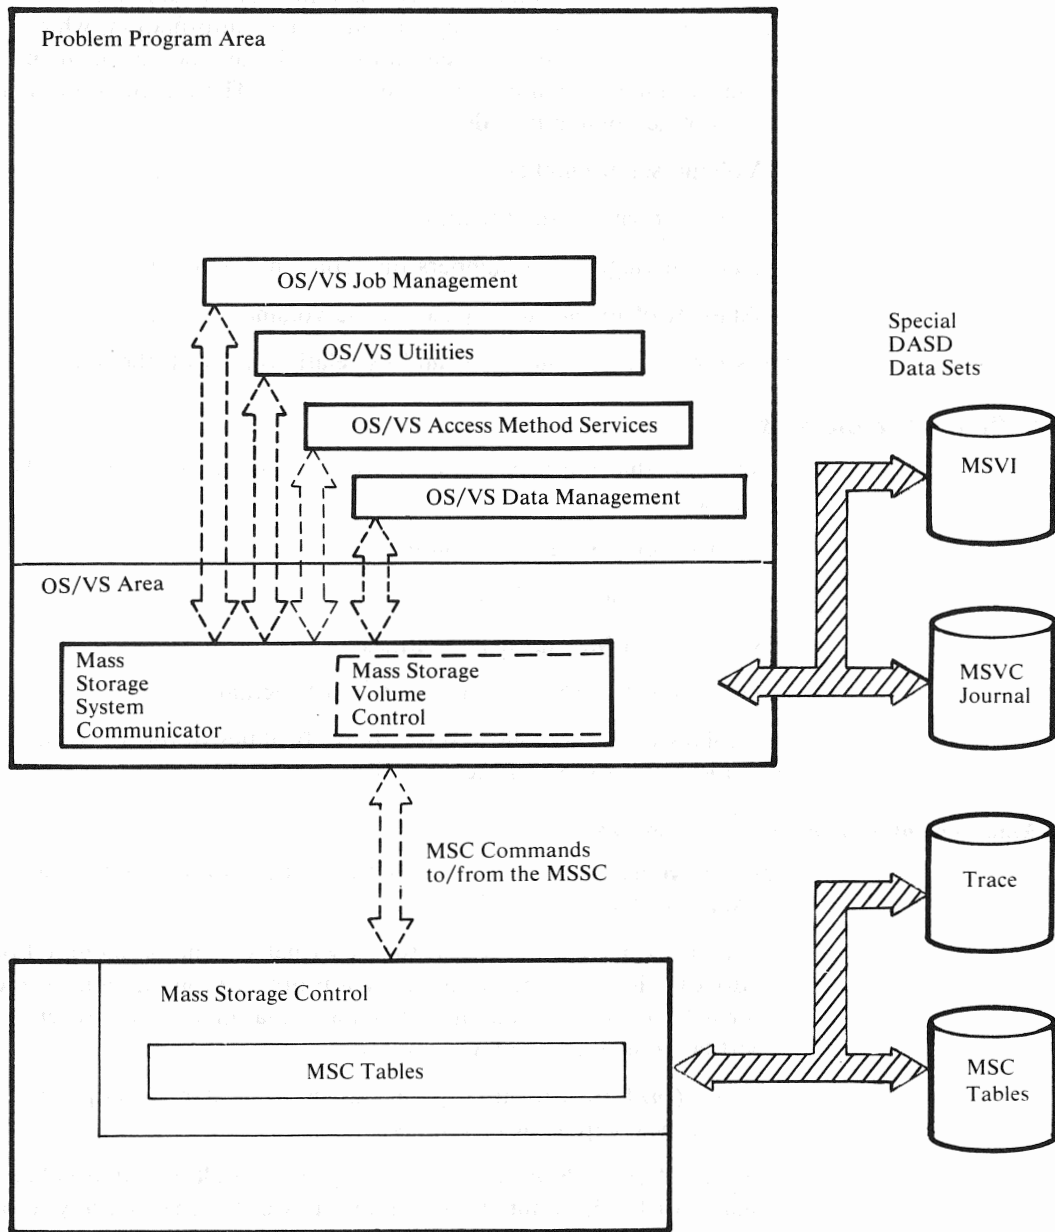 Problem Program Area
OS/VS Job Management
OS/VS Utilities
OS/VS Access Method Services
OS/VS Data Management
OS/VS Area
Mass
Storage
System
Communicator
Mass Storage
Volume
Control
Special
DASD
Data Sets
MSVI
MSVC
Journal
MSC Commands
to/from the MSSC
Trace
Mass Storage Control
MSC Tables
MSC
Tables